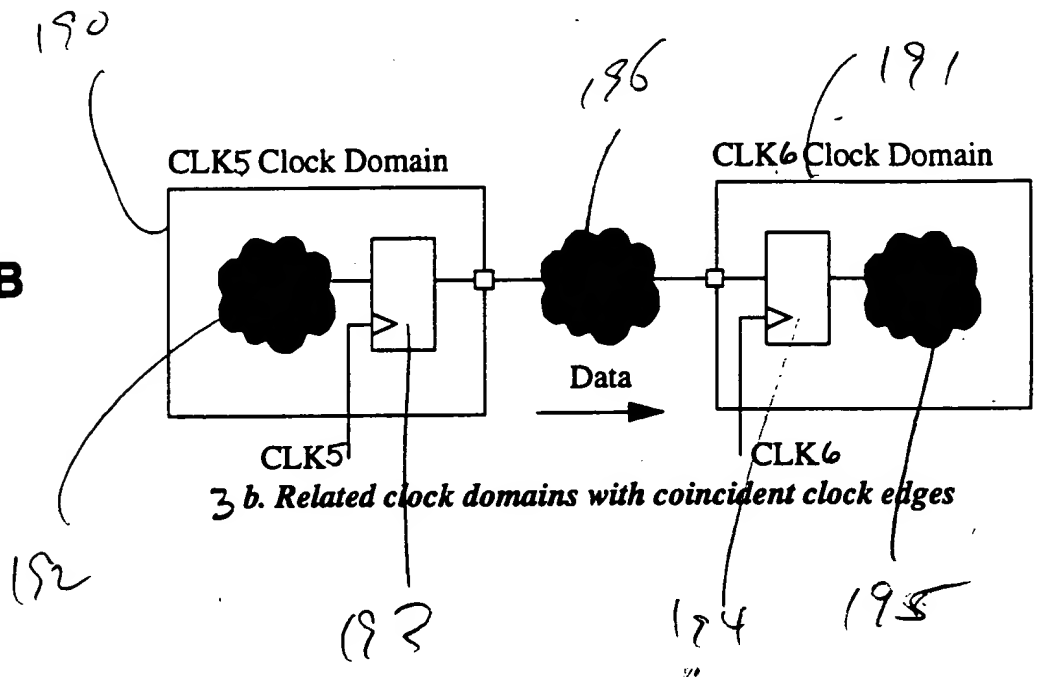 190
196
191
CLK5 Clock Domain
CLK6 Clock Domain
B
Data
CLK5
CLK6
3 b. Related clock domains with coincident clock edges
192
193
194
195